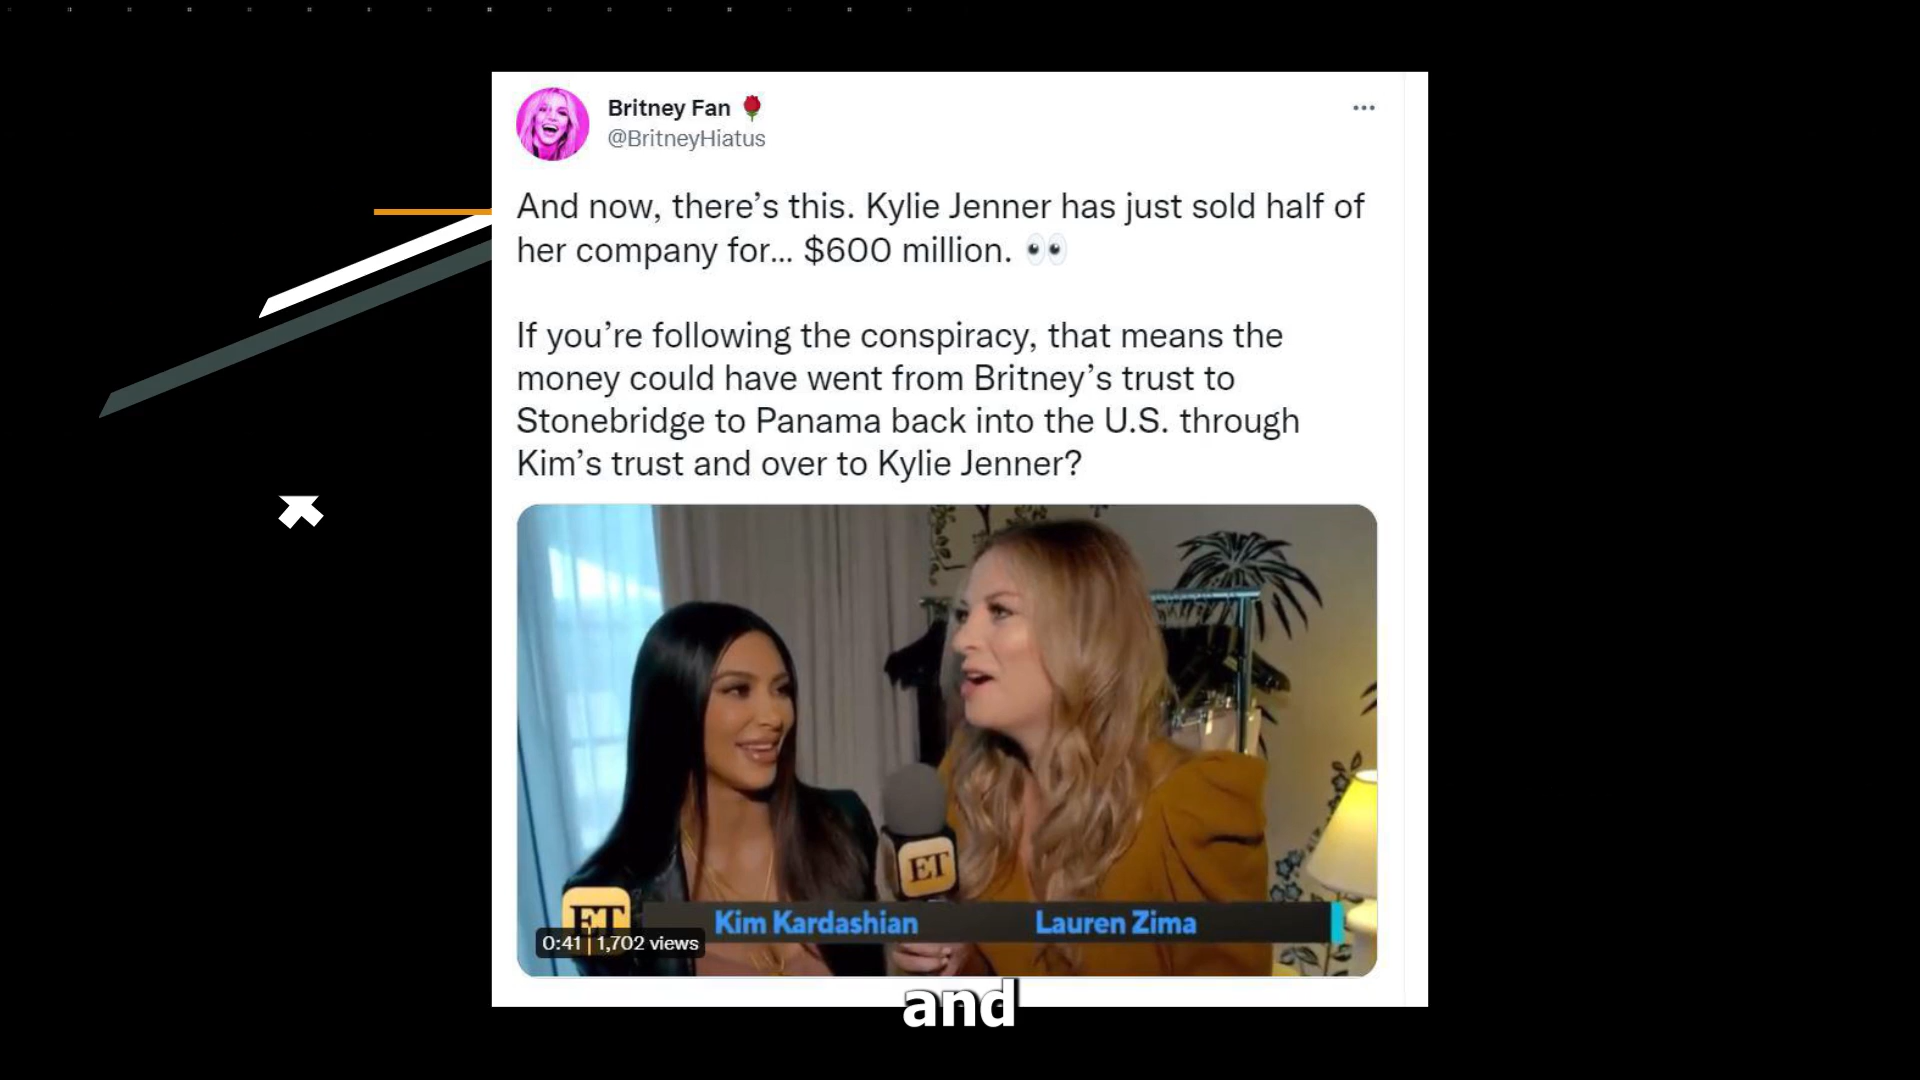 Britney Fan 🌹
@BritneyHiatus
And now, there’s this. Kylie Jenner has just sold half of
her company for... $600 million. 👀
If you’re following the conspiracy, that means the
money could have went from Britney’s trust to
Stonebridge to Panama back into the U.S. through
Kim’s trust and over to Kylie Jenner?
ET
ET
Kim Kardashian Lauren Zima
0:41 | 1,702 views
and